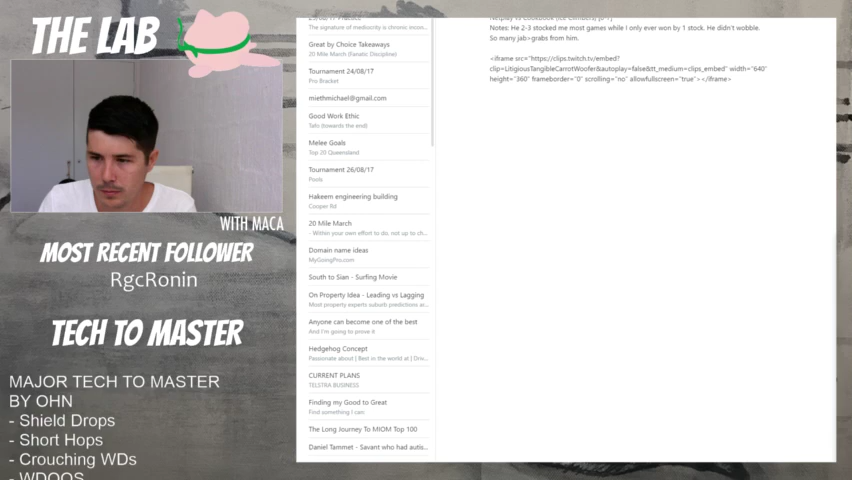 THE LAB
WITH MACA
MOST RECENT FOLLOWER
RgcRonin
TECH TO MASTER
MAJOR TECH TO MASTER
BY OHN
- Shield Drops
- Short Hops
- Crouching WDs
- WDOOS
The signature of mediocrity is chronic incon...
Great by Choice Takeaways
20 Mile March (Fanatic Discipline)
Tournament 24/08/17
Pro Bracket
miethmichael@gmail.com
Good Work Ethic
Tafo (towards the end)
Melee Goals
Top 20 Queensland
Tournament 26/08/17
Pools
Hakeem engineering building
Cooper Rd
20 Mile March
- Within your own effort to do, not up to ch...
Domain name ideas
MyGoingPro.com
South to Sian - Surfing Movie
On Property Idea - Leading vs Lagging
Most property experts suburb predictions ar...
Anyone can become one of the best
And I'm going to prove it
Hedgehog Concept
Passionate about | Best in the world at | Driv...
CURRENT PLANS
TELSTRA BUSINESS
Finding my Good to Great
Find something I can:
The Long Journey To MIOM Top 100
Daniel Tammet - Savant who had autis...
Notes: He 2-3 stocked me most games while I only ever won by 1 stock. He didn't wobble.
So many jab>grabs from him.
<iframe src="https://clips.twitch.tv/embed?
clip=LitigiousTangibleCarrotWoofer&autoplay=false&tt_medium=clips_embed" width="640"
height="360" frameborder="0" scrolling="no" allowfullscreen="true"></iframe>